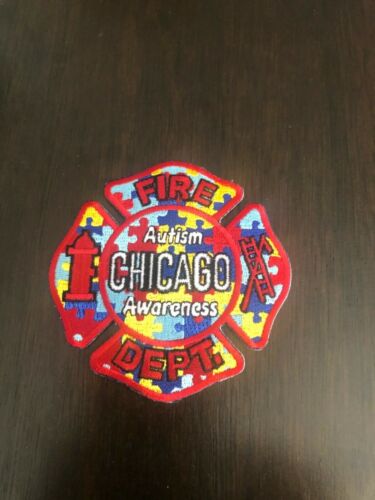 FIRE
Autism
CHICAGO
Awareness
DEPT.